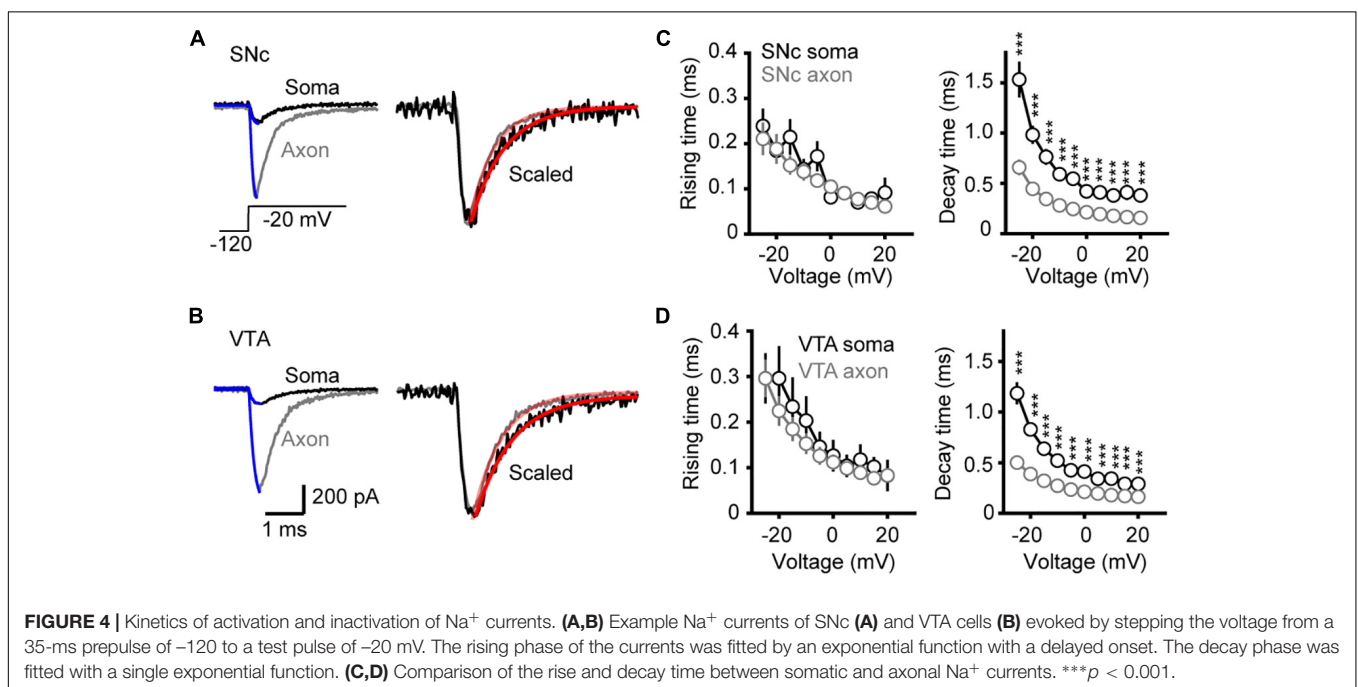 A
SNc
Soma
Axon
-20 mV
-120
Scaled
B
VTA
Soma
Axon
200 pA
1 ms
Scaled
C
SNc soma
SNc axon
Rising time (ms)
0.4
0.3
0.2
0.1
0
-20 0 20
Voltage (mV)
Decay time (ms)
1.5
1.0
0.5
0
*** *** *** *** *** *** *** *** *** ***
-20 0 20
Voltage (mV)
D
VTA soma
VTA axon
Rising time (ms)
0.4
0.3
0.2
0.1
0
-20 0 20
Voltage (mV)
Decay time (ms)
1.5
1.0
0.5
0
*** *** *** *** *** *** *** *** *** ***
-20 0 20
Voltage (mV)
FIGURE 4 | Kinetics of activation and inactivation of Na⁺ currents. (A,B) Example Na⁺ currents of SNc (A) and VTA cells (B) evoked by stepping the voltage from a
35-ms prepulse of –120 to a test pulse of –20 mV. The rising phase of the currents was fitted by an exponential function with a delayed onset. The decay phase was
fitted with a single exponential function. (C,D) Comparison of the rise and decay time between somatic and axonal Na⁺ currents. ***p < 0.001.